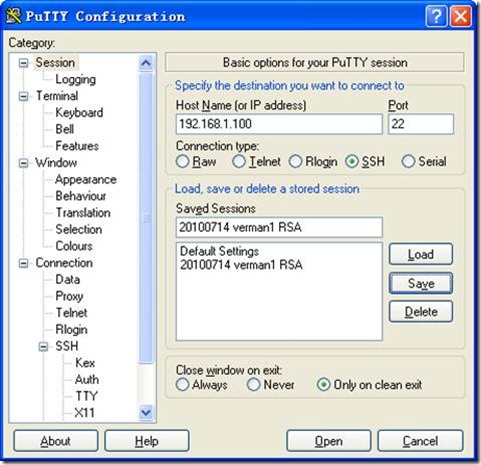 PuTTY Configuration
Category:
Session
Logging
Terminal
Keyboard
Bell
Features
Window
Appearance
Behaviour
Translation
Selection
Colours
Connection
Data
Proxy
Telnet
Rlogin
SSH
Kex
Auth
TTY
X11
Basic options for your PuTTY session
Specify the destination you want to connect to
Host Name (or IP address) Port
192.168.1.100 22
Connection type:
Raw Telnet Rlogin SSH Serial
Load, save or delete a stored session
Saved Sessions
20100714 verman1 RSA
Default Settings
20100714 verman1 RSA
Load
Save
Delete
Close window on exit:
Always Never Only on clean exit
About Help Open Cancel